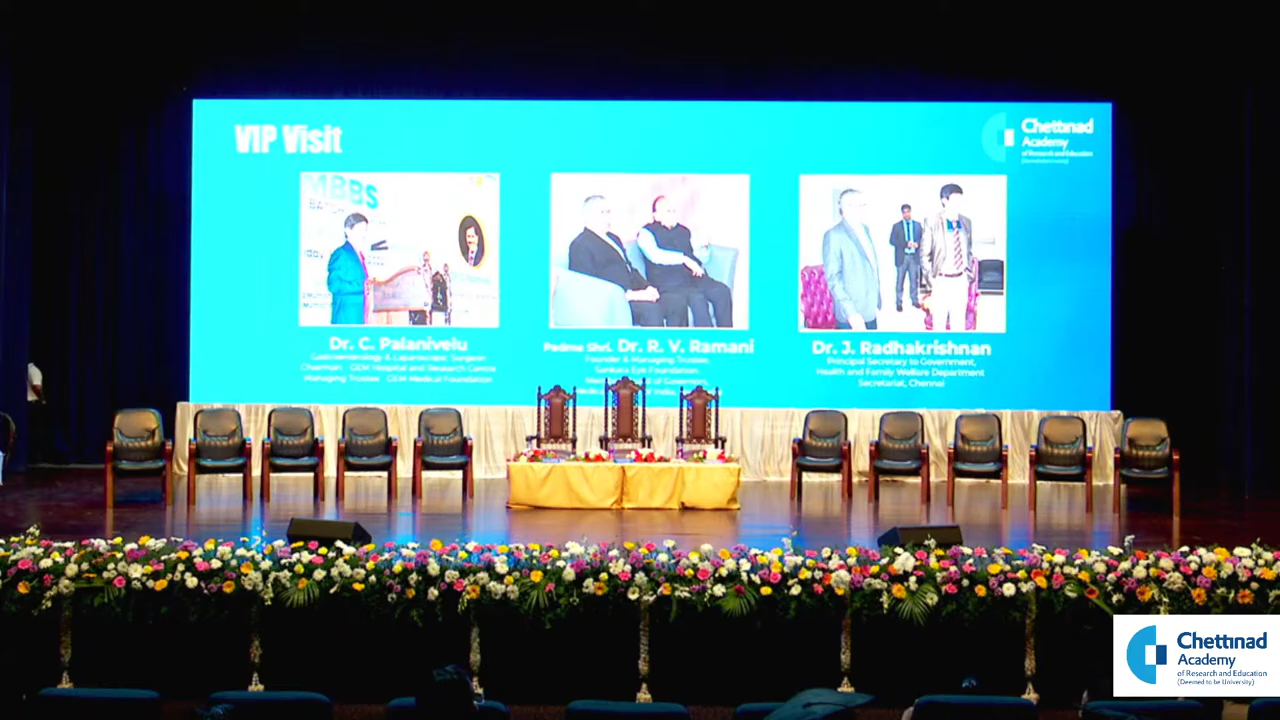 VIP Visit
Chettinad
Academy
of Research and Education
MBBS
Dr. C. Palanivelu
Gastroenterology & Laparoscopic Surgeon
Chairman - GEM Hospital and Research Centre
Managing Trustee - GEM Medical Foundation
Padma Shri. Dr. R. V. Ramani
Founder & Managing Trustee,
Sankara Eye Foundation
of Governors,
India
Dr. J. Radhakrishnan
Principal Secretary to Government,
Health and Family Welfare Department
Secretariat, Chennai
Chettinad
Academy
of Research and Education
(Deemed to be University)